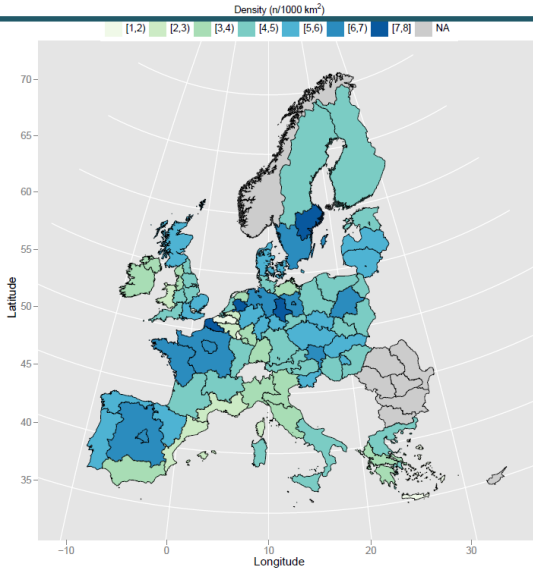 Density (n/1000 km²)
[1,2) [2,3) [3,4) [4,5) [5,6) [6,7) [7,8] NA
70
65
60
55
50
45
40
35
Latitude
−10 0 10 20 30
Longitude